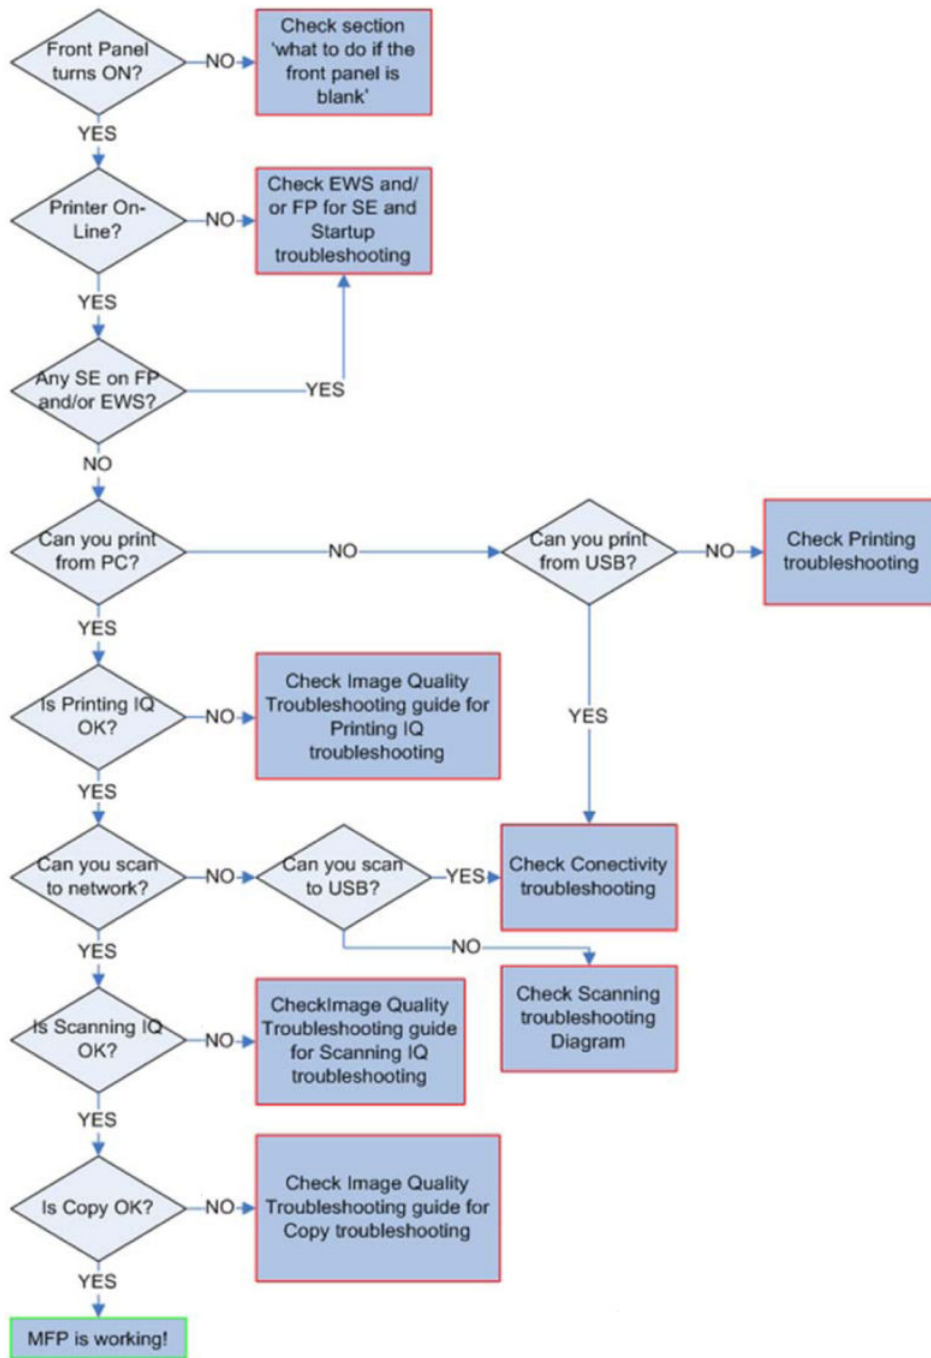 Front Panel
turns ON?
NO
Check section
'what to do if the
front panel is
blank'
YES
Printer On-
Line?
NO
Check EWS and/
or FP for SE and
Startup
troubleshooting
YES
Any SE on FP
and/or EWS?
YES
NO
Can you print
from PC?
NO
Can you print
from USB?
NO
Check Printing
troubleshooting
YES
Is Printing IQ
OK?
NO
Check Image Quality
Troubleshooting guide for
Printing IQ
troubleshooting
YES
YES
Can you scan
to network?
NO
Can you scan
to USB?
YES
Check Conectivity
troubleshooting
YES
NO
Is Scanning IQ
OK?
NO
CheckImage Quality
Troubleshooting guide
for Scanning IQ
troubleshooting
Check Scanning
troubleshooting
Diagram
YES
Is Copy OK?
NO
Check Image Quality
Troubleshooting guide for
Copy troubleshooting
YES
MFP is working!